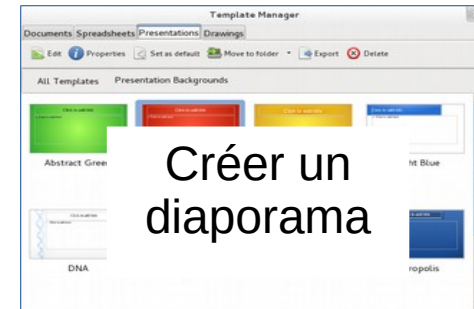 Template Manager
Documents Spreadsheets Presentations Drawings
Edit Properties Set as default Move to folder Export Delete
All Templates Presentation Backgrounds
Abstract Gree
ht Blue
Créer un
diaporama
DNA
ropolis